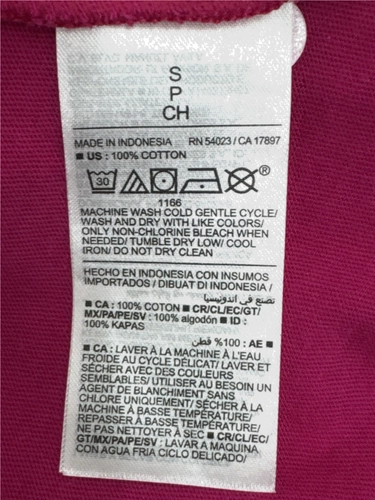 S
P
CH
MADE IN INDONESIA RN 54023 / CA 17897
■ US : 100% COTTON
30 ®
1166
MACHINE WASH COLD GENTLE CYCLE/
WASH AND DRY WITH LIKE COLORS/
ONLY NON-CHLORINE BLEACH WHEN
NEEDED/ TUMBLE DRY LOW/ COOL
IRON/ DO NOT DRY CLEAN
HECHO EN INDONESIA CON INSUMOS
IMPORTADOS / DIBUAT DI INDONESIA /
تصنع في اندونيسيا
■ CA : 100% COTON ■ CR/CL/EC/GT/
MX/PA/PE/SV : 100% algodón ■ ID :
100% KAPAS
■ AE : 100% قطن
■ CA : LAVER À LA MACHINE À L'EAU
FROIDE AU CYCLE DÉLICAT/ LAVER ET
SÉCHER AVEC DES COULEURS
SEMBLABLES/ UTILISER AU BESOIN UN
AGENT DE BLANCHIMENT SANS
CHLORE UNIQUEMENT/ SÉCHER À LA
MACHINE À BASSE TEMPÉRATURE/
REPASSER À BASSE TEMPÉRATURE/
NE PAS NETTOYER À SEC ■ CR/CL/EC/
GT/MX/PA/PE/SV : LAVAR A MAQUINA
CON AGUA FRIA CICLO DELICADO/